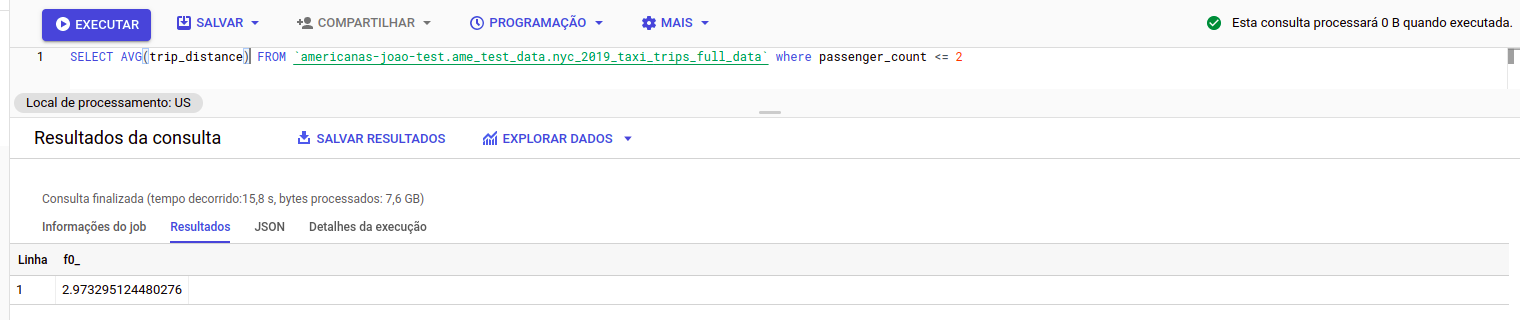 EXECUTAR SALVAR COMPARTILHAR PROGRAMAÇÃO MAIS Esta consulta processará 0 B quando executada.
1 SELECT AVG(trip_distance) FROM `americanas-joao-test.ame_test_data.nyc_2019_taxi_trips_full_data` where passenger_count <= 2
Local de processamento: US
Resultados da consulta SALVAR RESULTADOS EXPLORAR DADOS
Consulta finalizada (tempo decorrido:15,8 s, bytes processados: 7,6 GB)
Informações do job Resultados JSON Detalhes da execução
Linha f0_
1 2.973295124480276